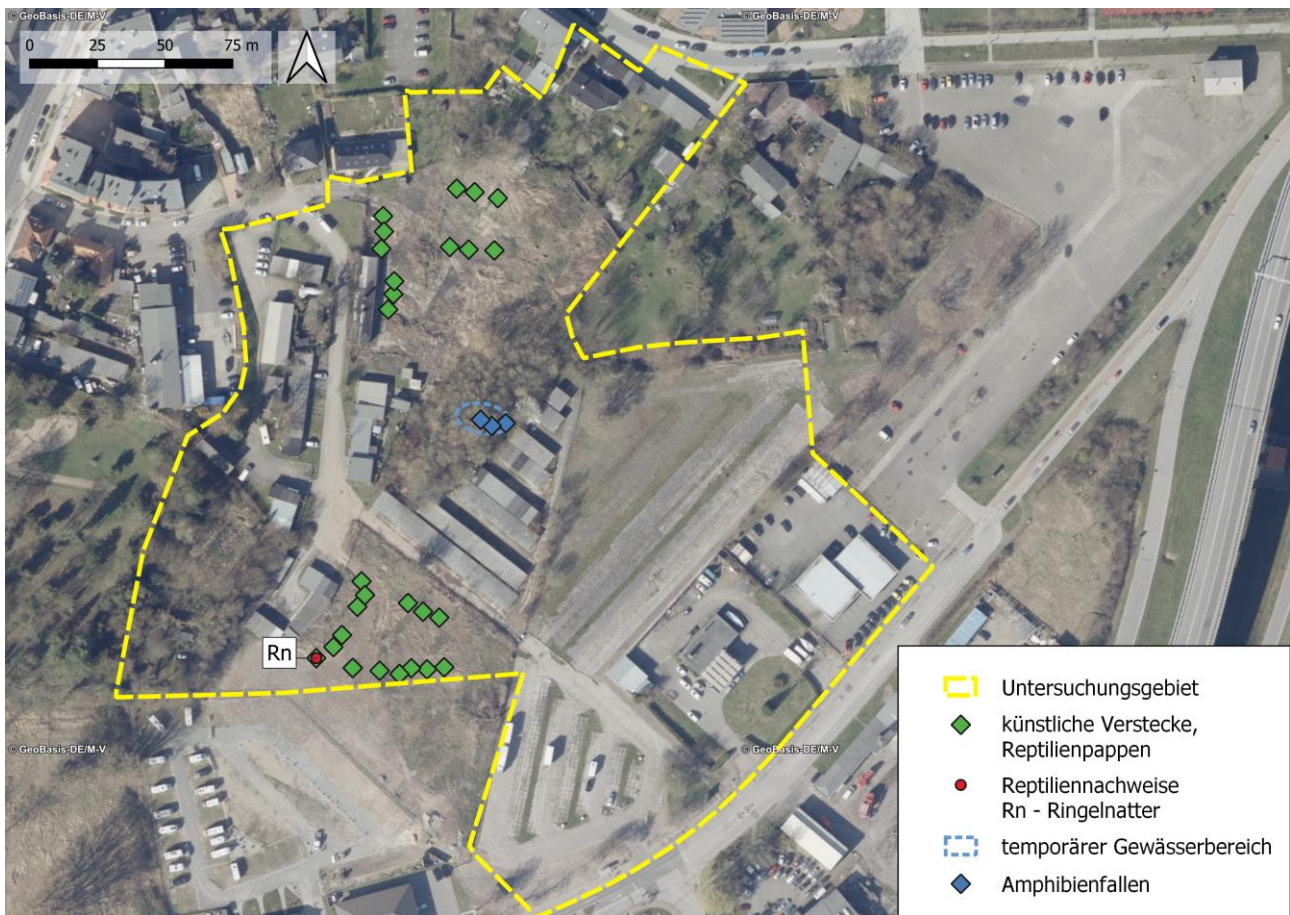 © GeoBasis-DE/M-V
© GeoBasis-DE/M-V
0 25 50 75 m
Rn
© GeoBasis-DE/M-V
© GeoBasis-DE/M-V
Untersuchungsgebiet
künstliche Verstecke,
Reptilienpappen
Reptiliennachweise
Rn - Ringelnatter
temporärer Gewässerbereich
Amphibienfallen